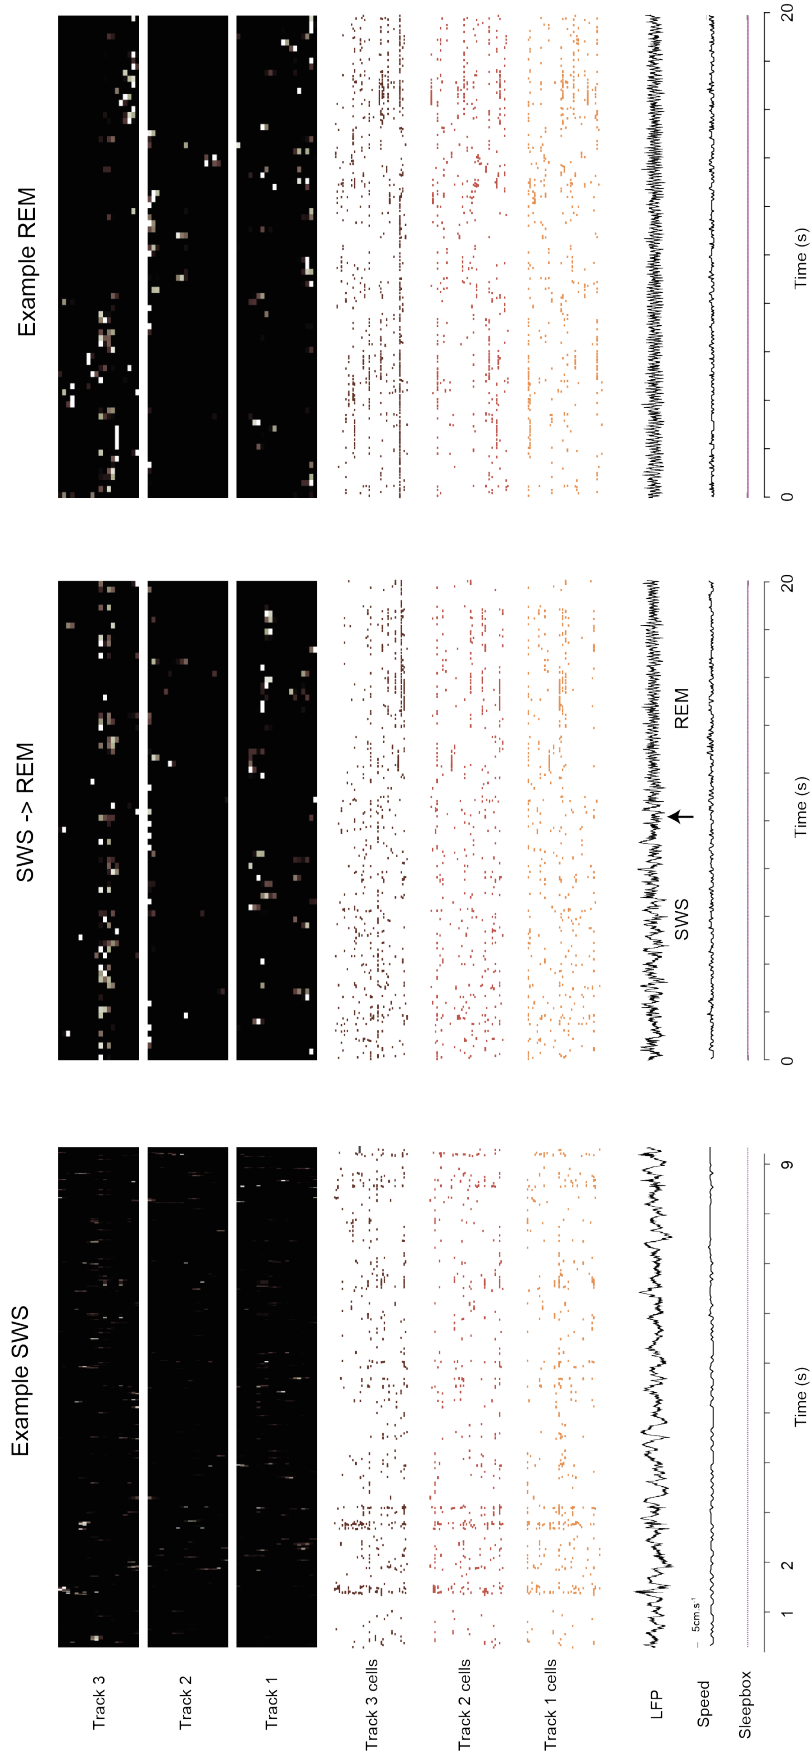 Example SWS
SWS -> REM
Example REM
Track 3
Track 2
Track 1
Track 3 cells
Track 2 cells
Track 1 cells
LFP
SWS
REM
Speed
5cm.s⁻¹
Sleepbox
1
2
9
Time (s)
0
20
Time (s)
0
20
Time (s)